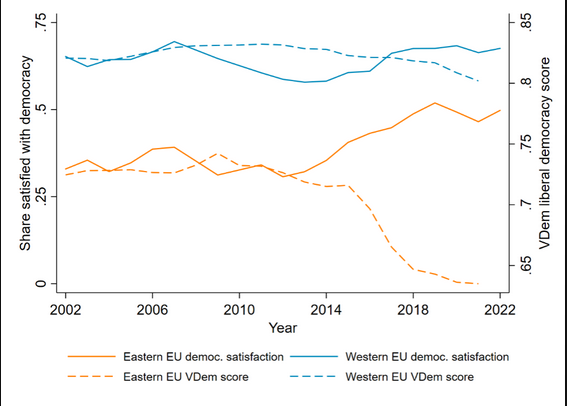 Share satisfied with democracy
.75
.5
.25
0
.85
.8
.75
.7
.65
VDem liberal democracy score
2002 2006 2010 2014 2018 2022
Year
Eastern EU democ. satisfaction Western EU democ. satisfaction
Eastern EU VDem score Western EU VDem score